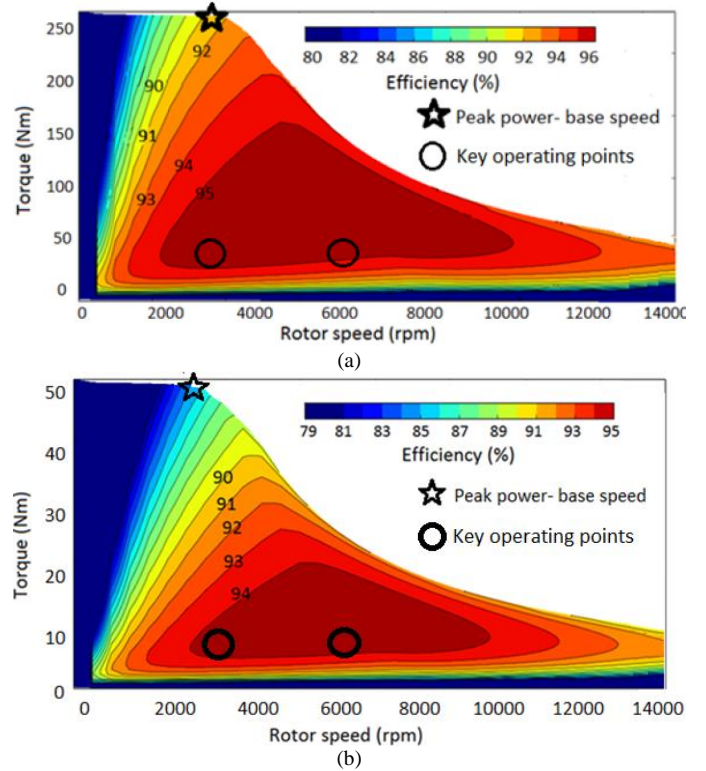 250
200
150
100
50
0
Torque (Nm)
92
90
91
94
93
95
80 82 84 86 88 90 92 94 96
Efficiency (%)
Peak power- base speed
Key operating points
0 2000 4000 6000 8000 10000 12000 14000
Rotor speed (rpm)
(a)
50
40
30
20
10
0
Torque (Nm)
90
91
92
93
94
79 81 83 85 87 89 91 93 95
Efficiency (%)
Peak power- base speed
Key operating points
0 2000 4000 6000 8000 10000 12000 14000
Rotor speed (rpm)
(b)